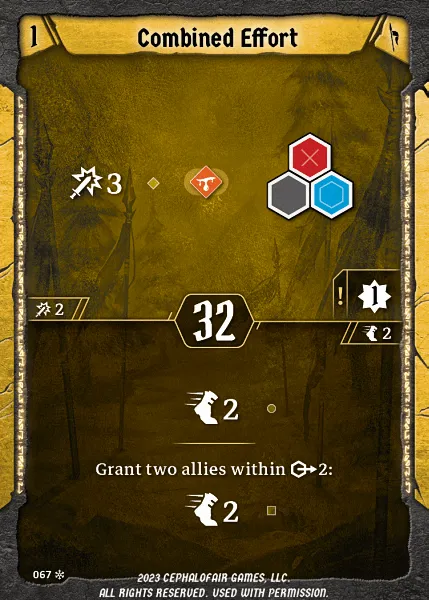 1
Combined Effort
3
! 1
2
32
2
2
Grant two allies within 2:
2
067
2023 CEPHALOFAIR GAMES, LLC.
ALL RIGHTS RESERVED. USED WITH PERMISSION.